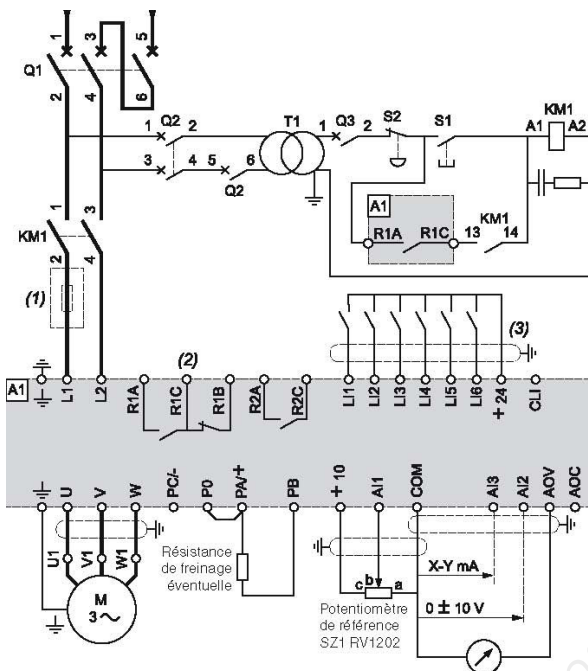 1 3 5
Q1
2 4 6
1 Q2 2
3 4 5 Q2 6
T1
1 Q3 2
S2
S1
KM1
A1 A2
A1
R1A R1C
13 KM1 14
1 3
KM1
2 4
(1)
(2)
(3)
A1
L1 L2 R1A R1C R1B R2A R2C LI1 LI2 LI3 LI4 LI5 LI6 + 24 CLI
U V W PC/- P0 PA/+ PB + 10 AI1 COM AI3 AI2 AOV AOC
U1 V1 W1
M
3 ~
Résistance
de freinage
éventuelle
c b a
X-Y mA
0 ± 10 V
Potentiomètre
de référence
SZ1 RV1202